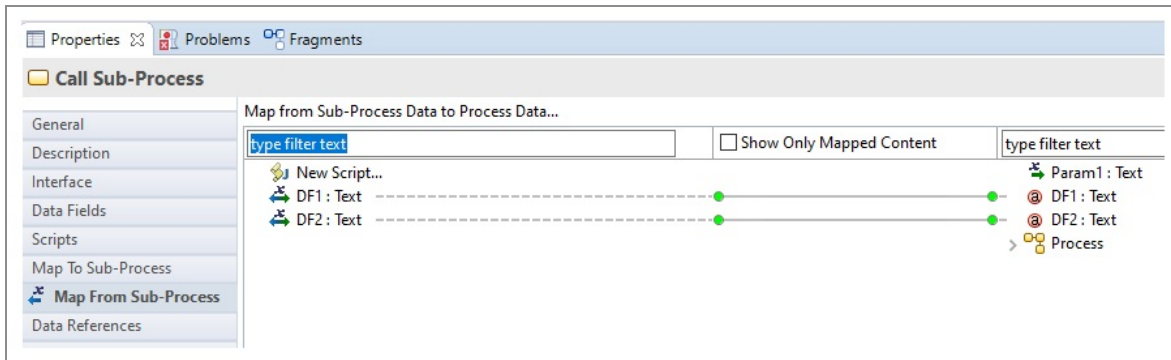 Properties Problems Fragments
Call Sub-Process
General
Description
Interface
Data Fields
Scripts
Map To Sub-Process
Map From Sub-Process
Data References
Map from Sub-Process Data to Process Data...
type filter text Show Only Mapped Content type filter text
New Script... Param1 : Text
DF1 : Text DF1 : Text
DF2 : Text DF2 : Text
Process